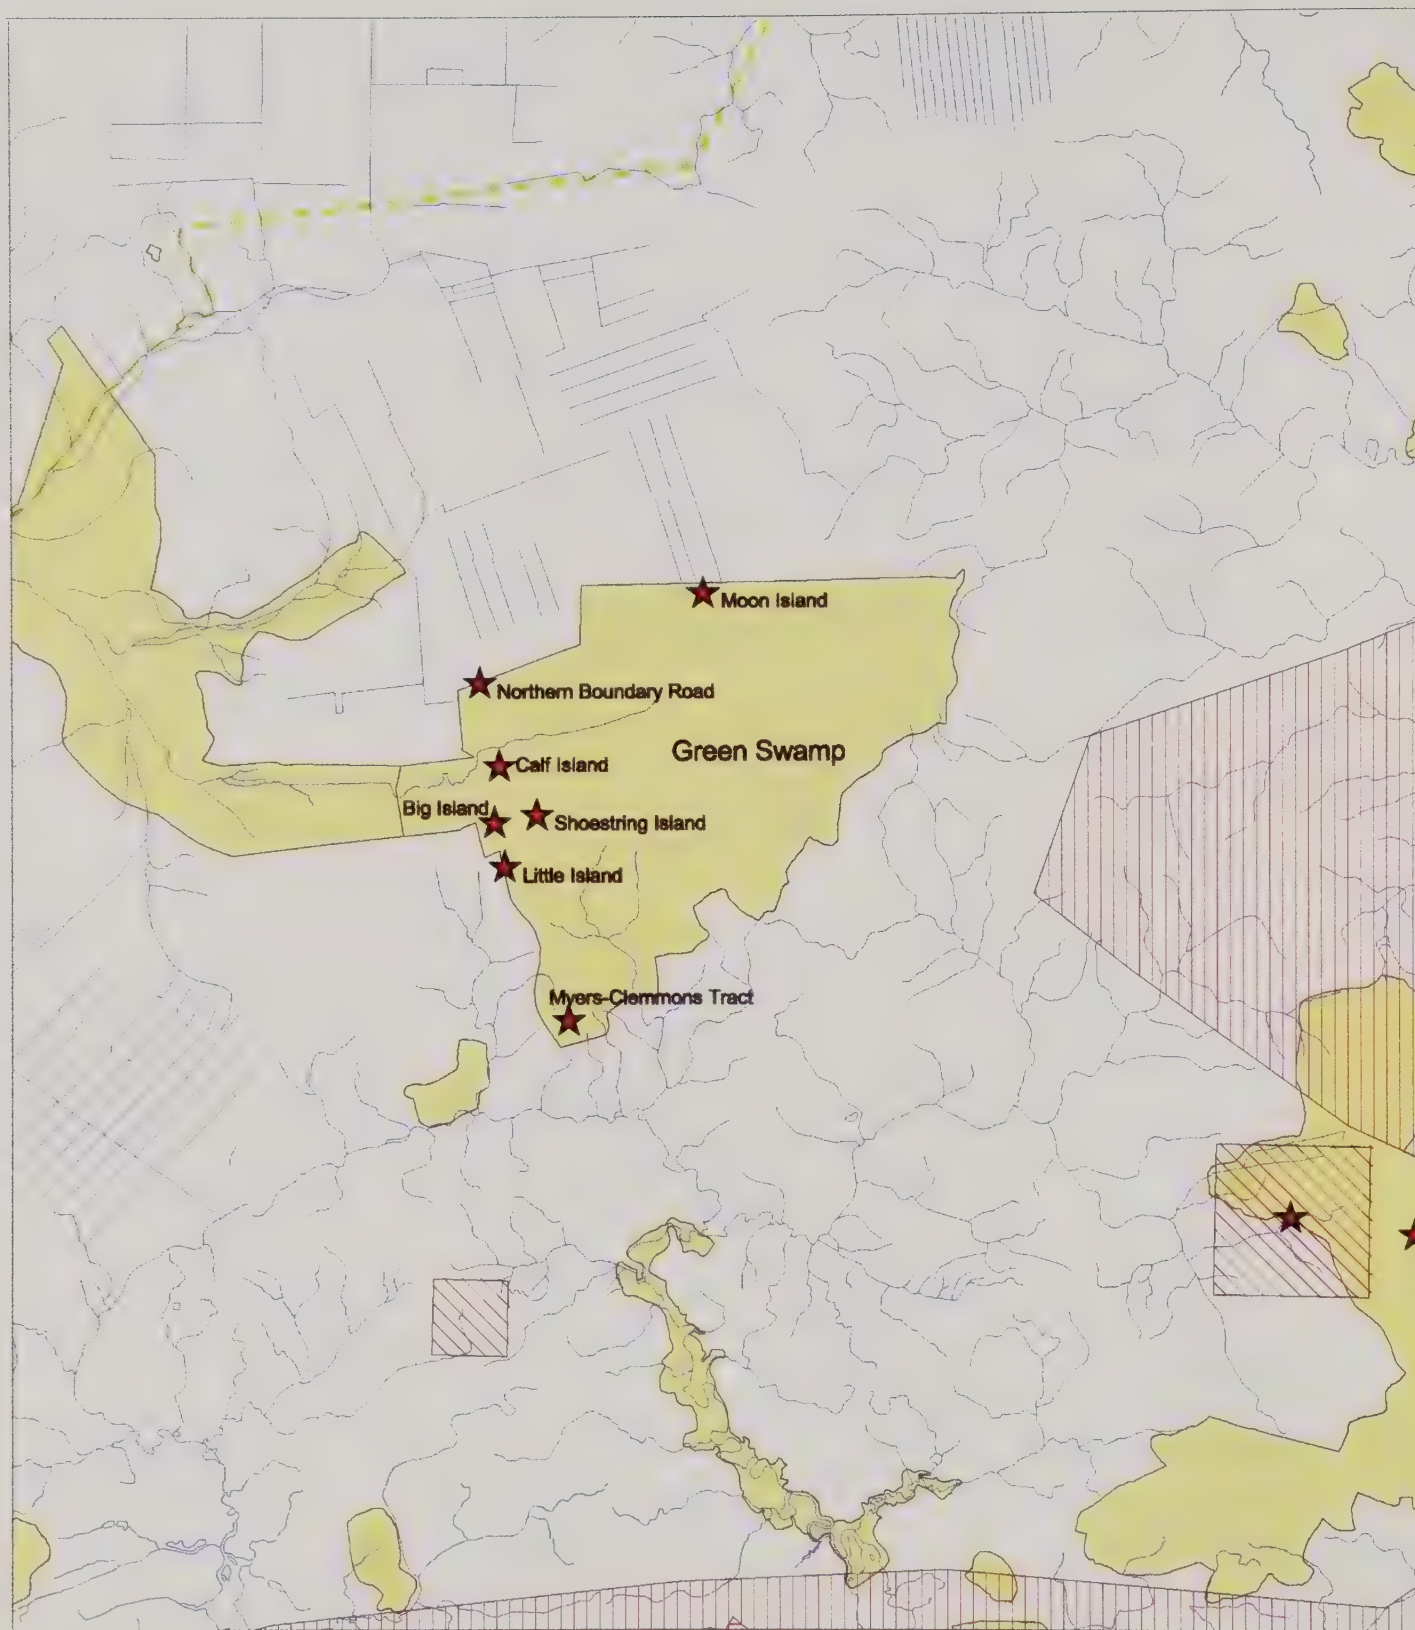 Moon Island
Northern Boundary Road
Green Swamp
Calf Island
Big Island
Shoestring Island
Little Island
Myers-Clemmons Tract